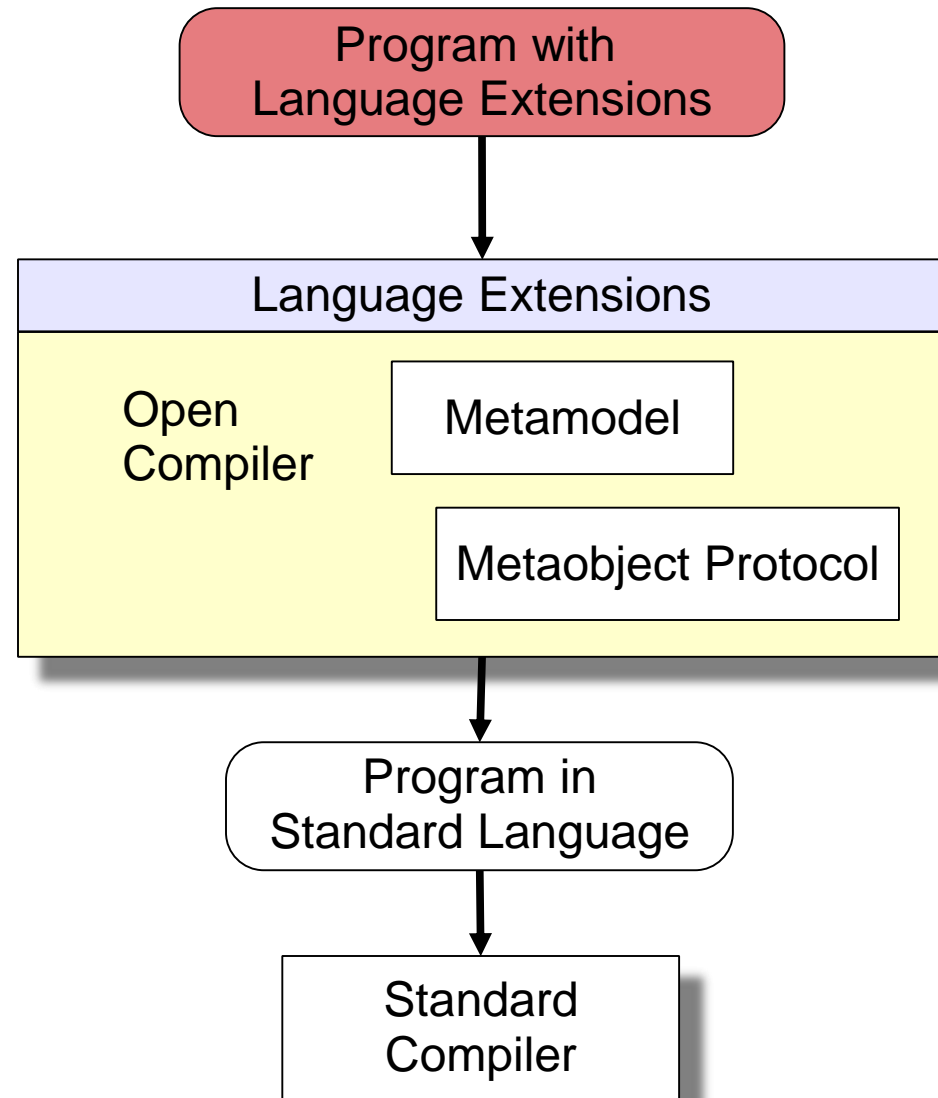 Program with
Language Extensions
Language Extensions
Open
Compiler
Metamodel
Metaobject Protocol
Program in
Standard Language
Standard
Compiler